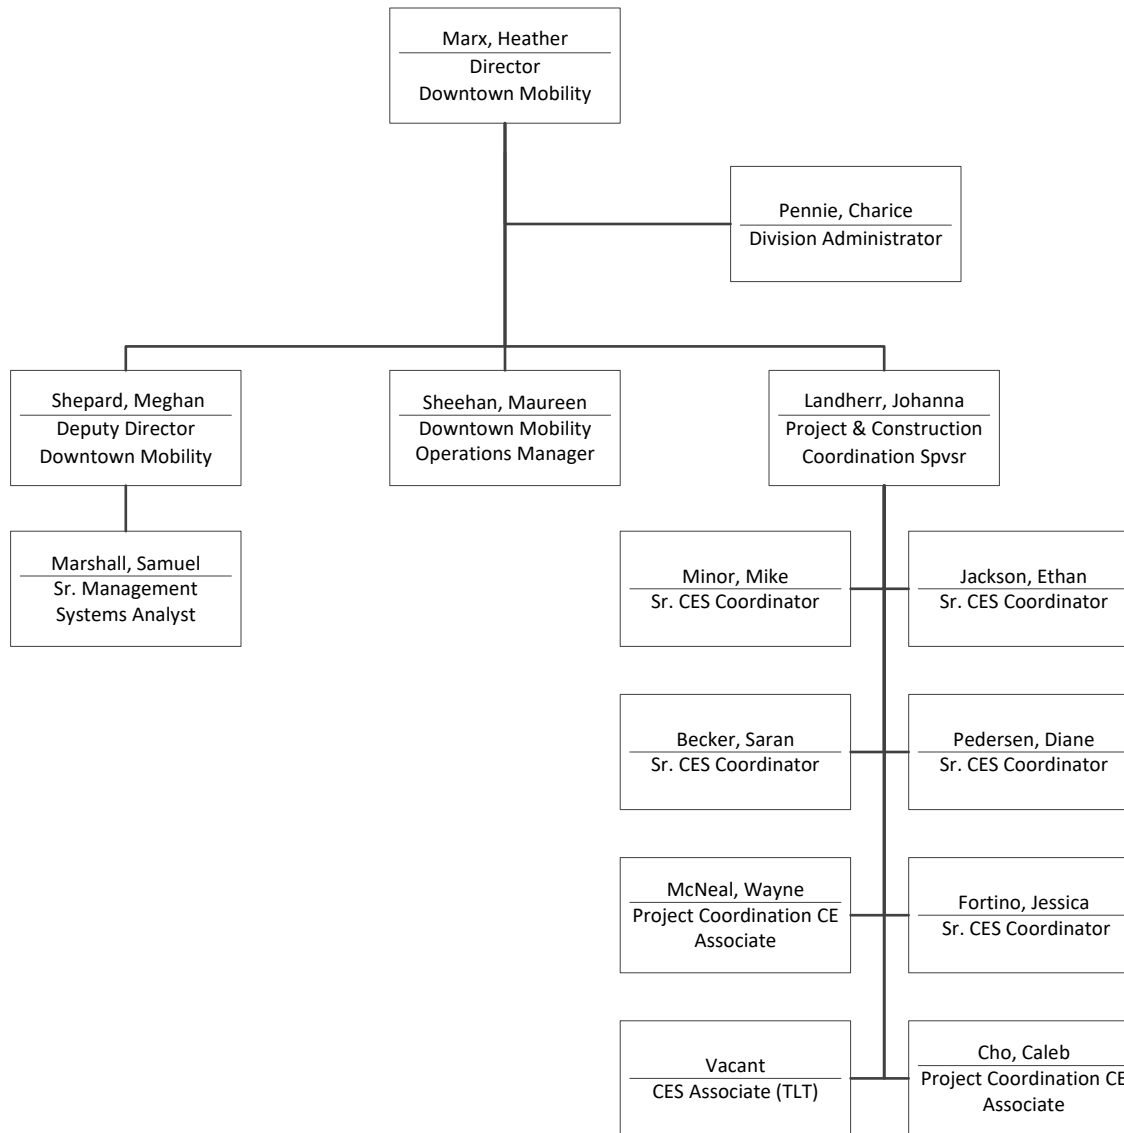 Marx, Heather
Director
Downtown Mobility
Pennie, Charice
Division Administrator
Shepard, Meghan
Deputy Director
Downtown Mobility
Sheehan, Maureen
Downtown Mobility
Operations Manager
Landherr, Johanna
Project & Construction
Coordination Spvsr
Marshall, Samuel
Sr. Management
Systems Analyst
Minor, Mike
Sr. CES Coordinator
Jackson, Ethan
Sr. CES Coordinator
Becker, Saran
Sr. CES Coordinator
Pedersen, Diane
Sr. CES Coordinator
McNeal, Wayne
Project Coordination CE
Associate
Fortino, Jessica
Sr. CES Coordinator
Vacant
CES Associate (TLT)
Cho, Caleb
Project Coordination CE
Associate